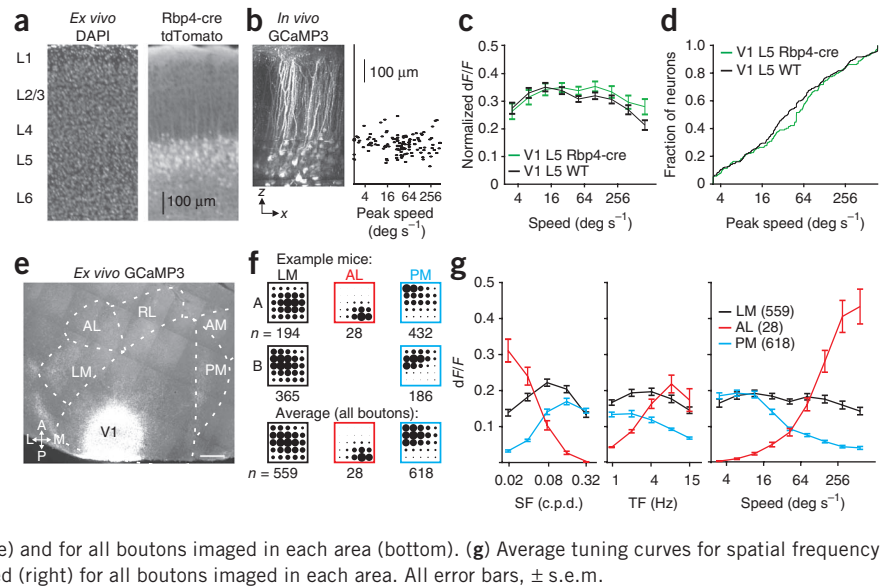 a
Ex vivo
DAPI
Rbp4-cre
tdTomato
L1
L2/3
L4
L5
L6
100 μm
b
In vivo
GCaMP3
100 μm
z
x
4 16 64 256
Peak speed
(deg s⁻¹)
c
Normalized dF/F
0.5
0.4
0.3
0.2
0.1
0
V1 L5 Rbp4-cre
V1 L5 WT
4 16 64 256
Speed (deg s⁻¹)
d
Fraction of neurons
1.0
0.8
0.6
0.4
0.2
0
V1 L5 Rbp4-cre
V1 L5 WT
4 16 64 256
Peak speed (deg s⁻¹)
e
Ex vivo GCaMP3
RL
AL
AM
LM
PM
V1
A
L M
P
f
Example mice:
LM AL PM
A
n = 194 28 432
B
365 186
Average (all boutons):
n = 559 28 618
g
dF/F
0.5
0.4
0.3
0.2
0.1
LM (559)
AL (28)
PM (618)
0.02 0.08 0.32
SF (c.p.d.)
1 4 15
TF (Hz)
4 16 64 256
Speed (deg s⁻¹)
e) and for all boutons imaged in each area (bottom). (g) Average tuning curves for spatial frequency
ed (right) for all boutons imaged in each area. All error bars, ± s.e.m.